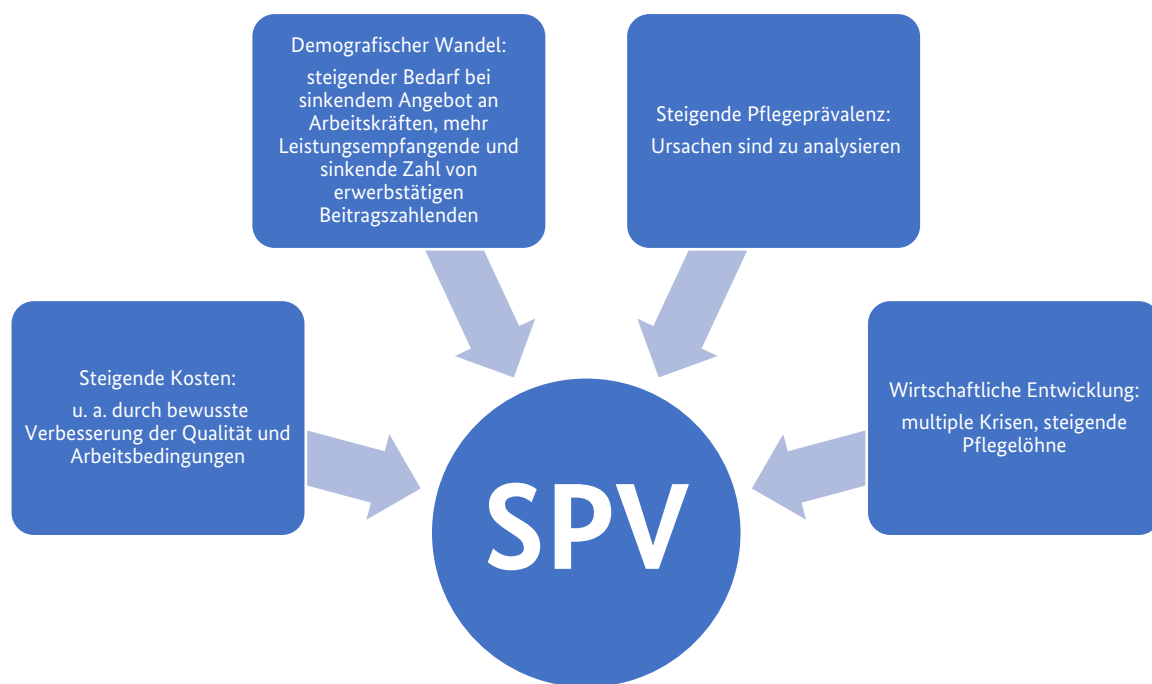 Demografischer Wandel:
steigender Bedarf bei
sinkendem Angebot an
Arbeitskräften, mehr
Leistungsempfangende und
sinkende Zahl von
erwerbstätigen
Beitragszahlenden
Steigende Pflegeprävalenz:
Ursachen sind zu analysieren
Steigende Kosten:
u. a. durch bewusste
Verbesserung der Qualität und
Arbeitsbedingungen
Wirtschaftliche Entwicklung:
multiple Krisen, steigende
Pflegelöhne
SPV